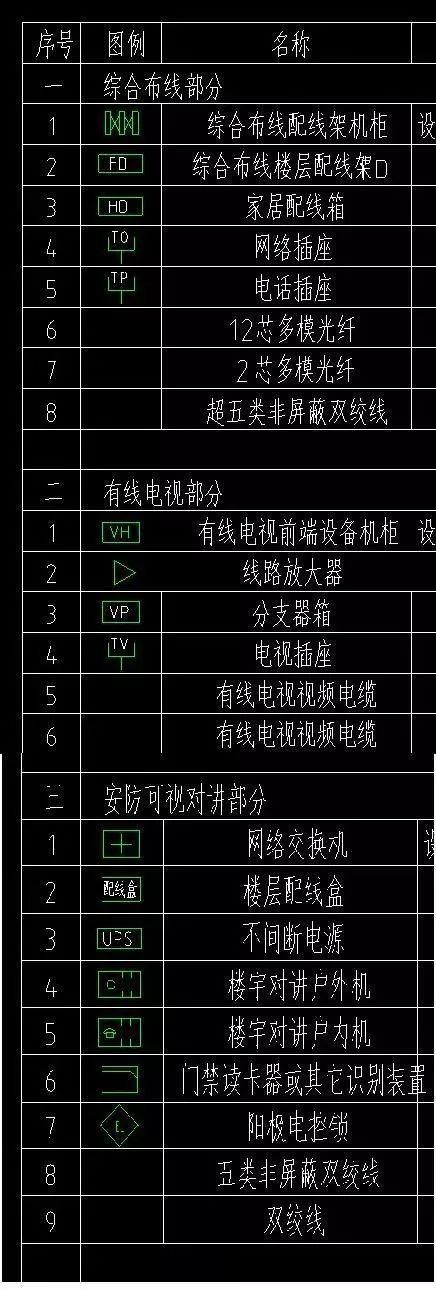 序号 图例 名称
一 综合布线部分
1 综合布线配线架机柜 设
2 FD 综合布线楼层配线架D
3 HD 家居配线箱
4 TO 网络插座
5 TP 电话插座
6 12芯多模光纤
7 2芯多模光纤
8 超五类非屏蔽双绞线
二 有线电视部分
1 VH 有线电视前端设备机柜 设
2 线路放大器
3 VP 分支器箱
4 TV 电视插座
5 有线电视视频电缆
6 有线电视视频电缆
三 安防可视对讲部分
1 网络交换机
2 配线盒 楼层配线盒
3 UPS 不间断电源
4 楼宇对讲户外机
5 楼宇对讲户内机
6 门禁读卡器或其它识别装置
7 EL 阳极电控锁
8 五类非屏蔽双绞线
9 双绞线